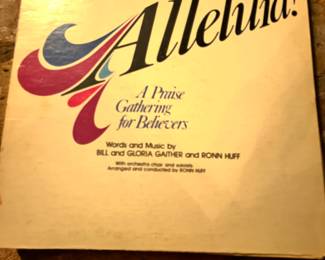 Alleluia!
A Praise
Gathering
for Believers
Words and Music by
BILL and GLORIA GAITHER and RONN HUFF
With orchestra choir and soloists
Arranged and conducted by RONN HUFF